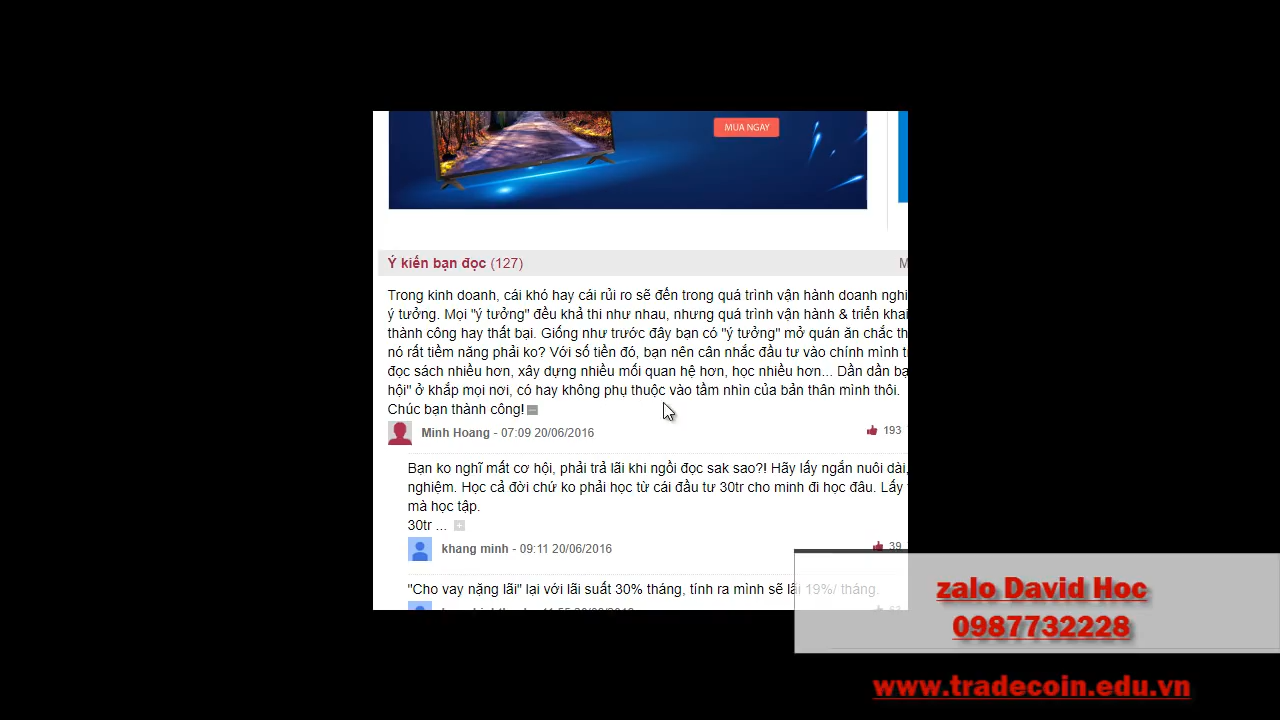 MUA NGAY
Ý kiến bạn đọc (127)
Trong kinh doanh, cái khó hay cái rủi ro sẽ đến trong quá trình vận hành doanh nghi
ý tưởng. Mọi "ý tưởng" đều khả thi như nhau, nhưng quá trình vận hành & triển khai
thành công hay thất bại. Giống như trước đây bạn có "ý tưởng" mở quán ăn chắc th
nó rất tiềm năng phải ko? Với số tiền đó, bạn nên cân nhắc đầu tư vào chính mình t
đọc sách nhiều hơn, xây dựng nhiều mối quan hệ hơn, học nhiều hơn... Dần dần bạ
hội" ở khắp mọi nơi, có hay không phụ thuộc vào tầm nhìn của bản thân mình thôi.
Chúc bạn thành công!
Minh Hoang - 07:09 20/06/2016
193
Bạn ko nghĩ mất cơ hội, phải trả lãi khi ngồi đọc sak sao?! Hãy lấy ngắn nuôi dài,
nghiệm. Học cả đời chứ ko phải học từ cái đầu tư 30tr cho minh đi học đâu. Lấy
mà học tập.
30tr ...
khang minh - 09:11 20/06/2016
39
"Cho vay nặng lãi" lại với lãi suất 30% tháng, tính ra mình sẽ lãi 19%/ tháng.
zalo David Hoc
0987732228
www.tradecoin.edu.vn